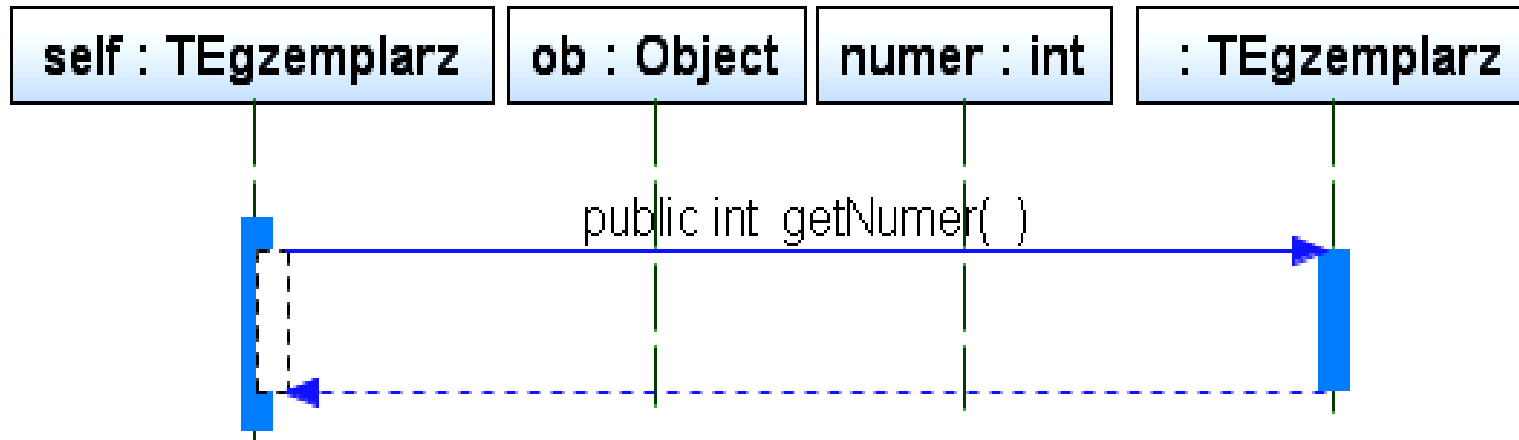 self : TEgzemplarz
ob : Object
numer : int
: TEgzemplarz
public int getNumer( )